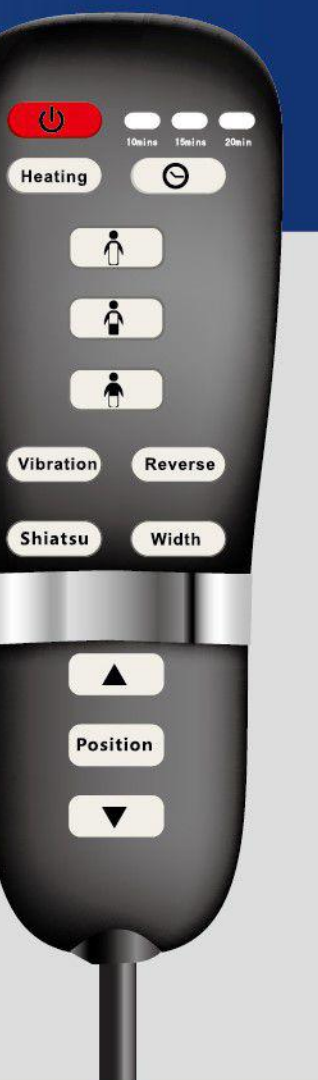 10mins 15mins 20min
Heating
Vibration Reverse
Shiatsu Width
Position